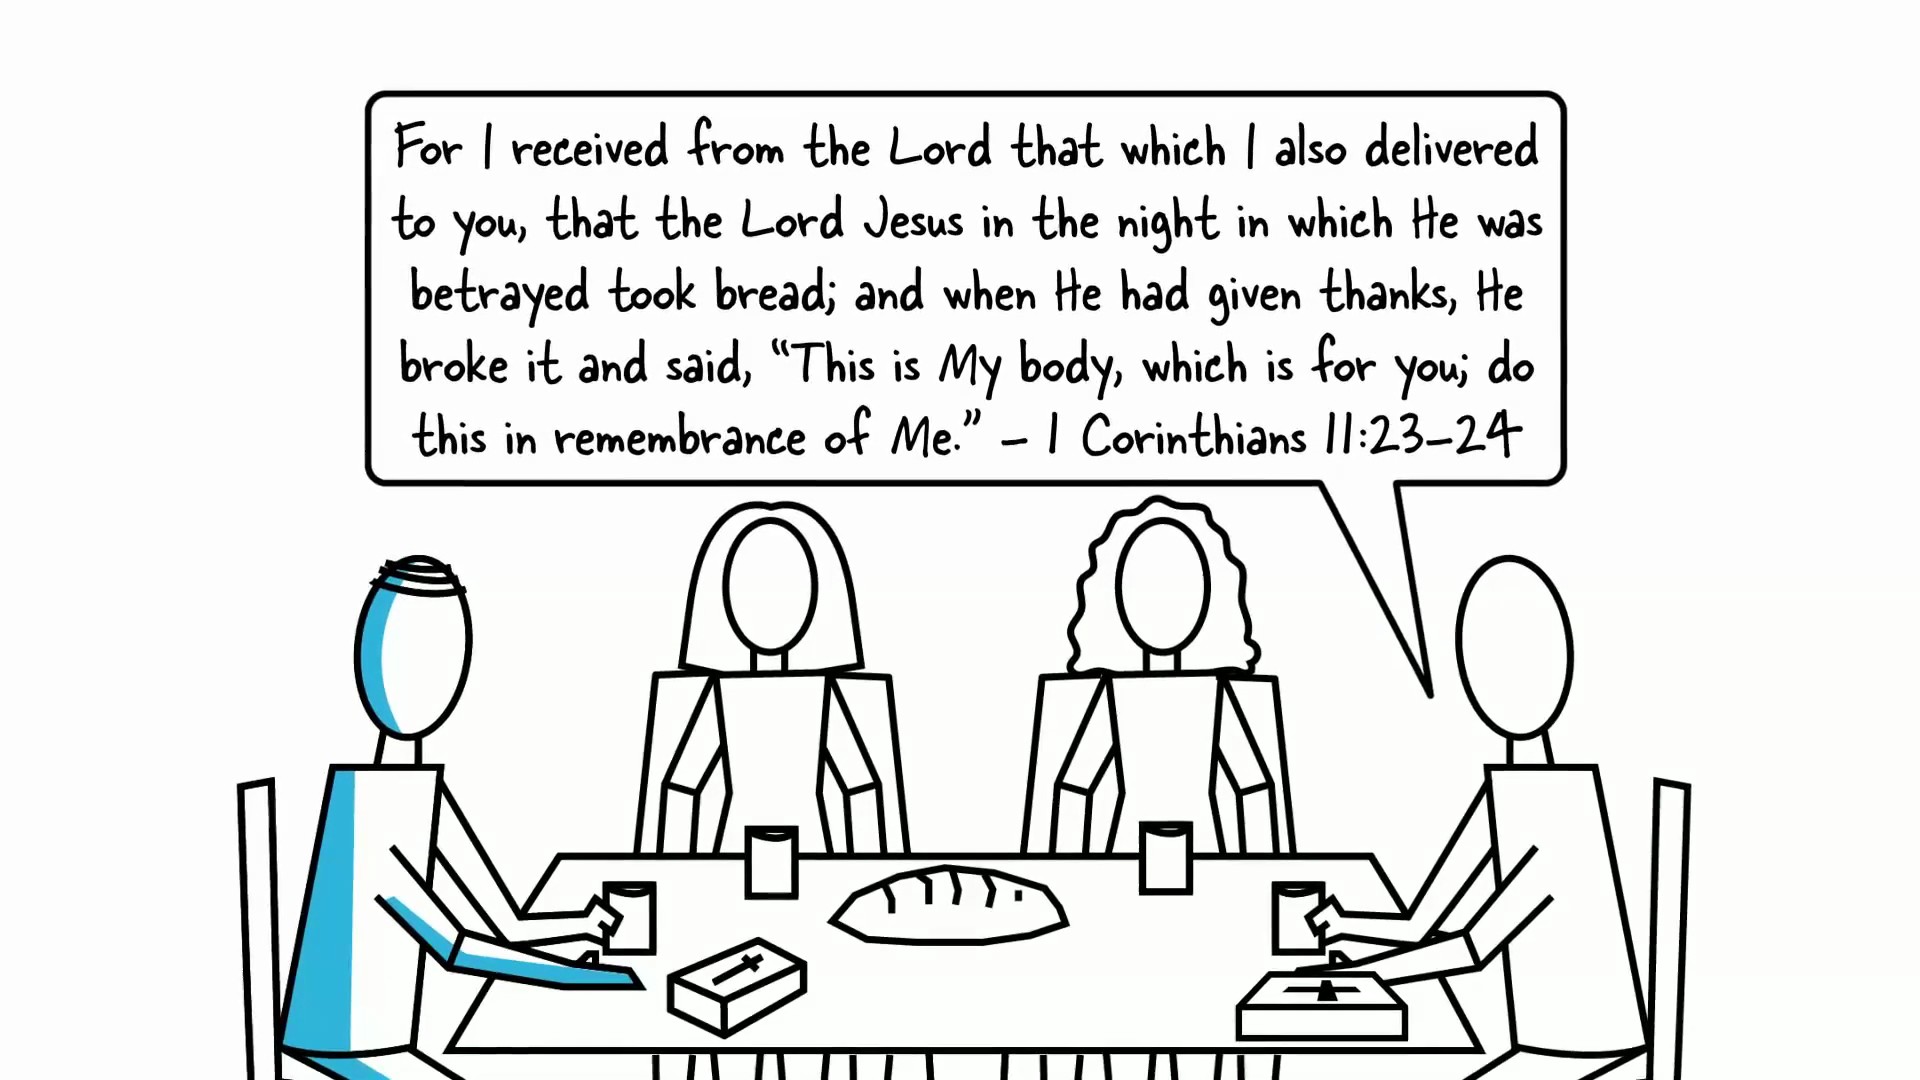 For I received from the Lord that which I also delivered
to you, that the Lord Jesus in the night in which He was
betrayed took bread; and when He had given thanks, He
broke it and said, “This is My body, which is for you; do
this in remembrance of Me.” – 1 Corinthians 11:23–24